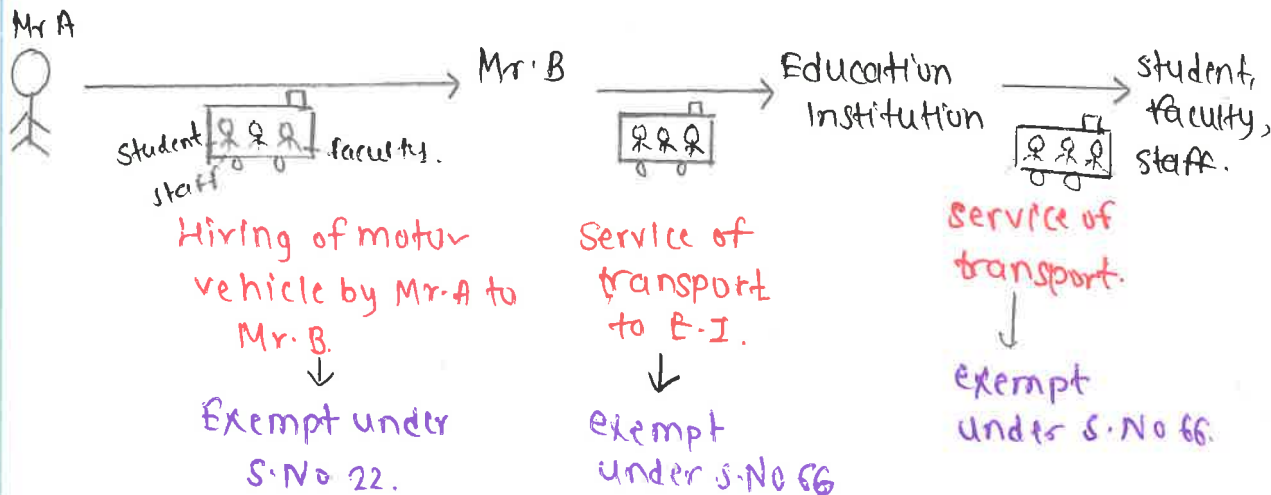 Mr A
Mr. B
Education
Institution
student,
faculty,
staff.
student
staff
faculty.
Hiring of motor
vehicle by Mr. A to
Mr. B.
Exempt under
S.No 22.
Service of
transport
to E.I.
exempt
under S.No 66
service of
transport.
exempt
under S.No 66.